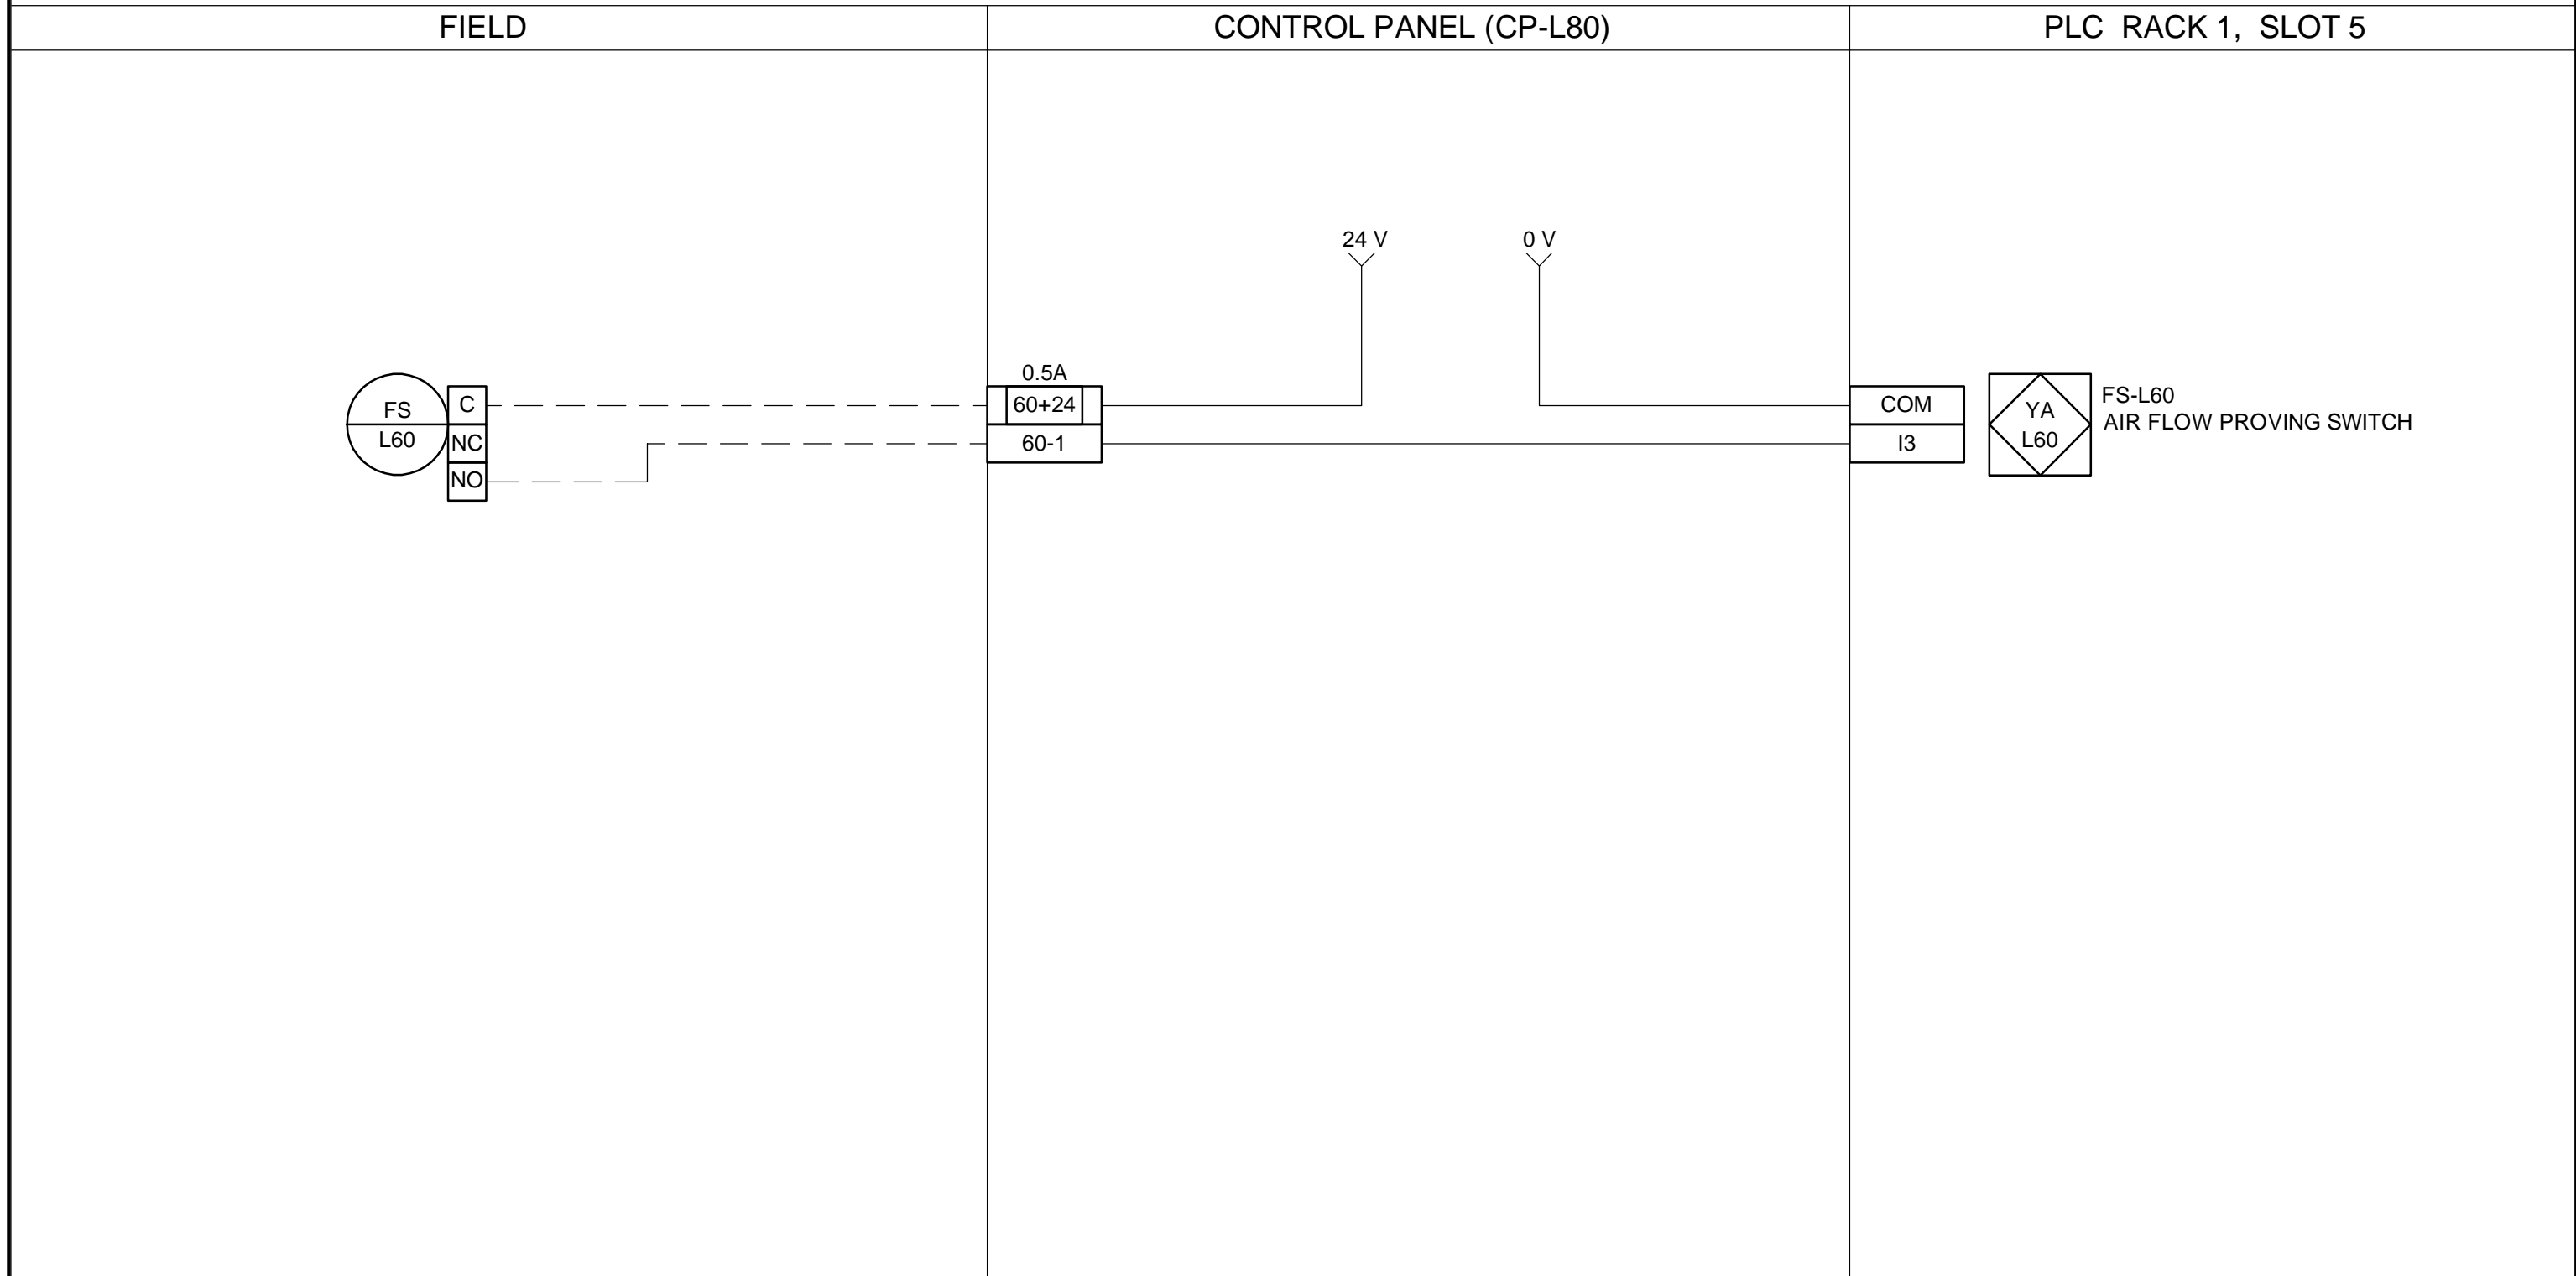 FIELD
CONTROL PANEL (CP-L80)
PLC RACK 1, SLOT 5
24 V
0 V
0.5A
FS
L60
C
NC
NO
60+24
60-1
COM
I3
YA
L60
FS-L60
AIR FLOW PROVING SWITCH